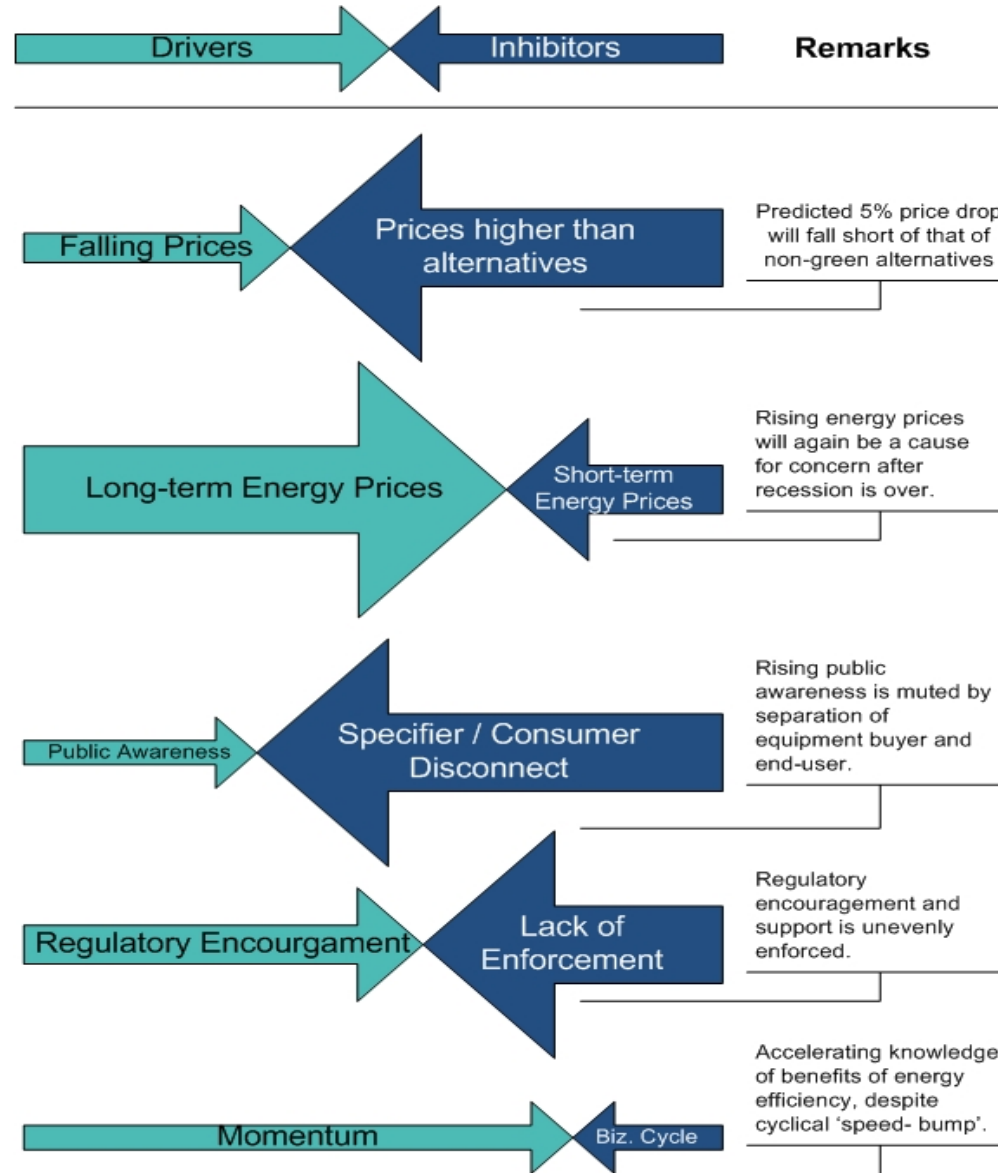 Drivers
Inhibitors
Remarks
Falling Prices
Prices higher than
alternatives
Predicted 5% price drop
will fall short of that of
non-green alternatives
Long-term Energy Prices
Short-term
Energy Prices
Rising energy prices
will again be a cause
for concern after
recession is over.
Public Awareness
Specifier / Consumer
Disconnect
Rising public
awareness is muted by
separation of
equipment buyer and
end-user.
Regulatory Encourgament
Lack of
Enforcement
Regulatory
encouragement and
support is unevenly
enforced.
Momentum
Biz. Cycle
Accelerating knowledge
of benefits of energy
efficiency, despite
cyclical ‘speed- bump’.